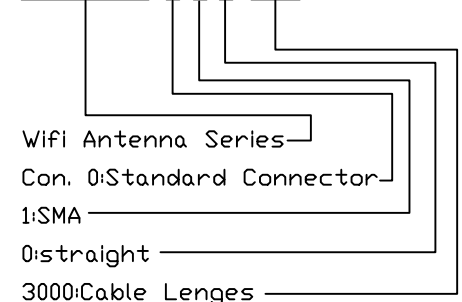 Wifi Antenna Series
Con. 0:Standard Connector
1:SMA
0:straight
3000:Cable Lenges